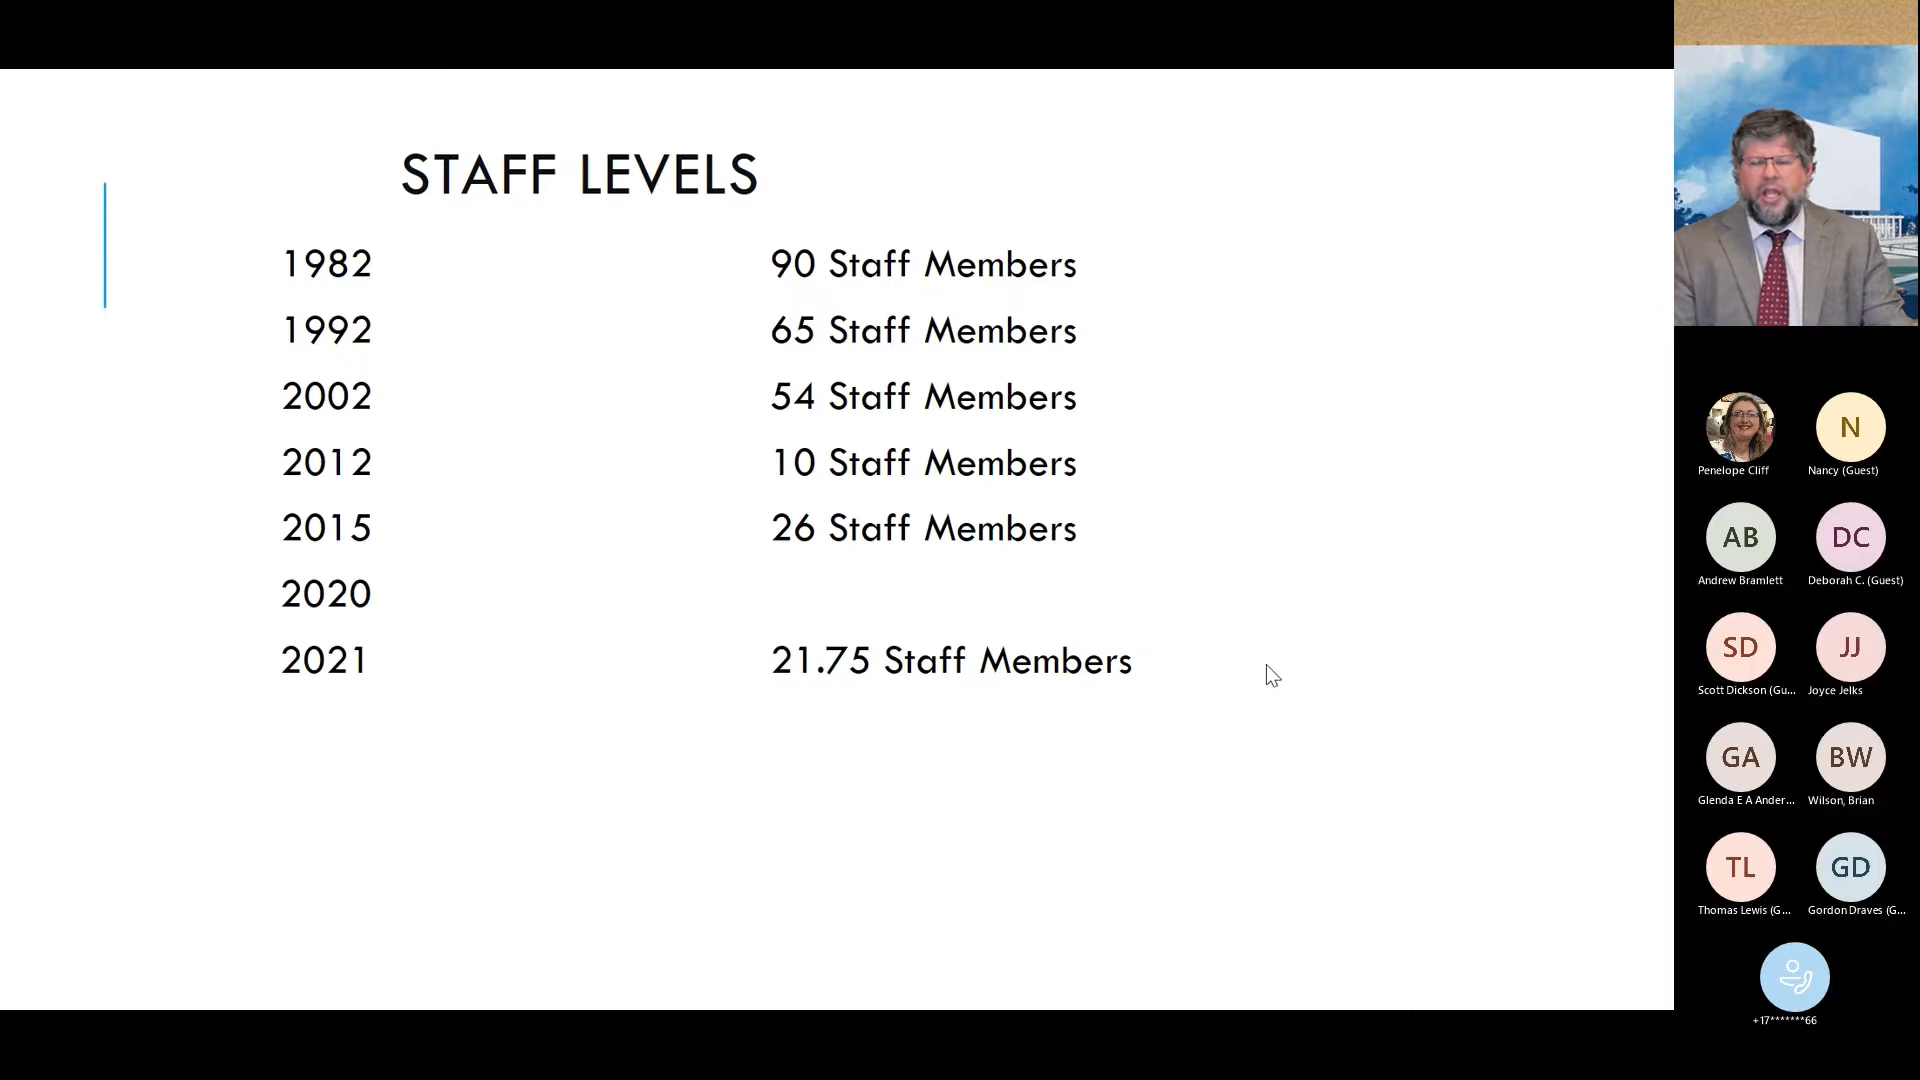 STAFF LEVELS
1982 90 Staff Members
1992 65 Staff Members
2002 54 Staff Members
2012 10 Staff Members
2015 26 Staff Members
2020
2021 21.75 Staff Members
N
Penelope Cliff Nancy (Guest)
AB DC
Andrew Bramlett Deborah C. (Guest)
SD JJ
Scott Dickson (Gu... Joyce Jelks
GA BW
Glenda E A Ander... Wilson, Brian
TL GD
Thomas Lewis (G... Gordon Draves (G...
+17*******66